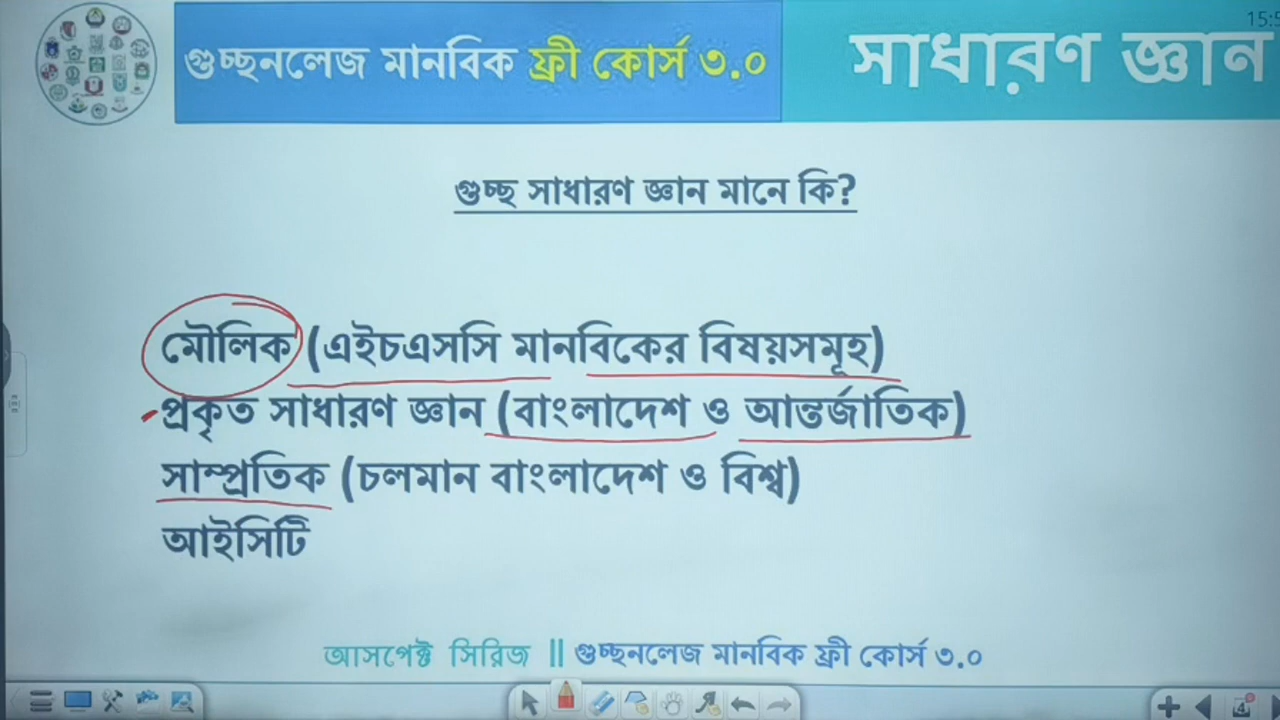 গুচ্ছনলেজ মানবিক ফ্রী কোর্স ৩.০
সাধারণ জ্ঞান
গুচ্ছ সাধারণ জ্ঞান মানে কি?
মৌলিক (এইচএসসি মানবিকের বিষয়সমূহ)
প্রকৃত সাধারণ জ্ঞান (বাংলাদেশ ও আন্তর্জাতিক)
সাম্প্রতিক (চলমান বাংলাদেশ ও বিশ্ব)
আইসিটি
আসপেক্ট সিরিজ || গুচ্ছনলেজ মানবিক ফ্রী কোর্স ৩.০
4